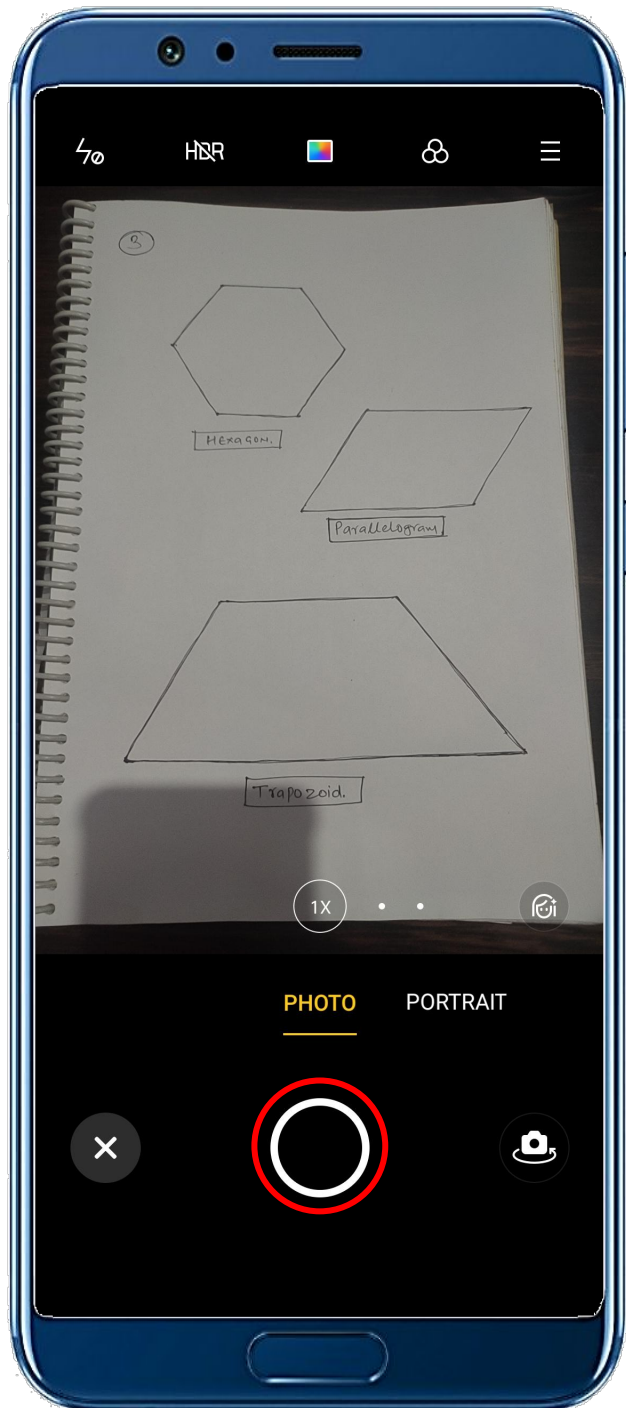 HDR
3
HEXAGON.
Parallelogram
Trapozoid.
1X
PHOTO
PORTRAIT